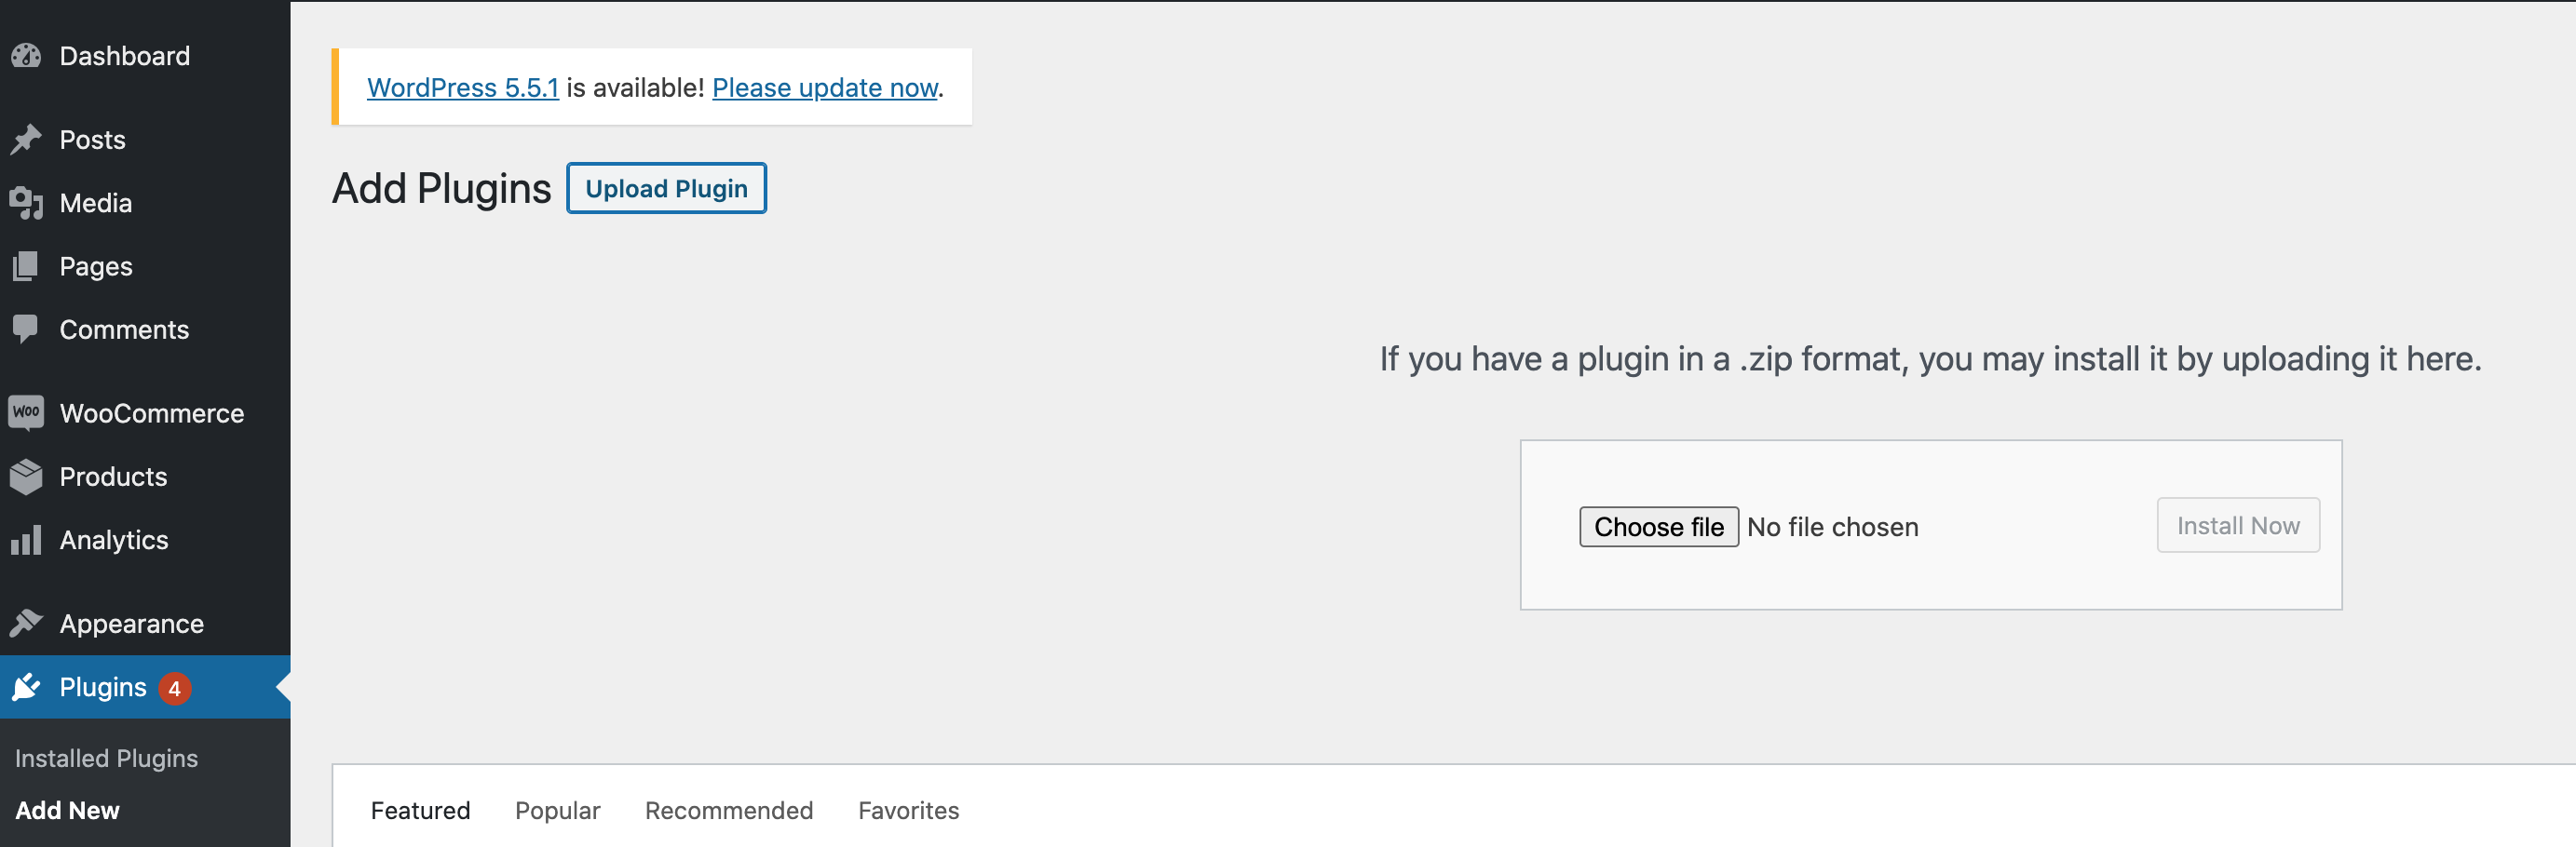 Dashboard
Posts
Media
Pages
Comments
Woo WooCommerce
Products
Analytics
Appearance
Plugins 4
Installed Plugins
Add New
WordPress 5.5.1 is available! Please update now.
Add Plugins Upload Plugin
If you have a plugin in a .zip format, you may install it by uploading it here.
Choose file No file chosen Install Now
Featured Popular Recommended Favorites